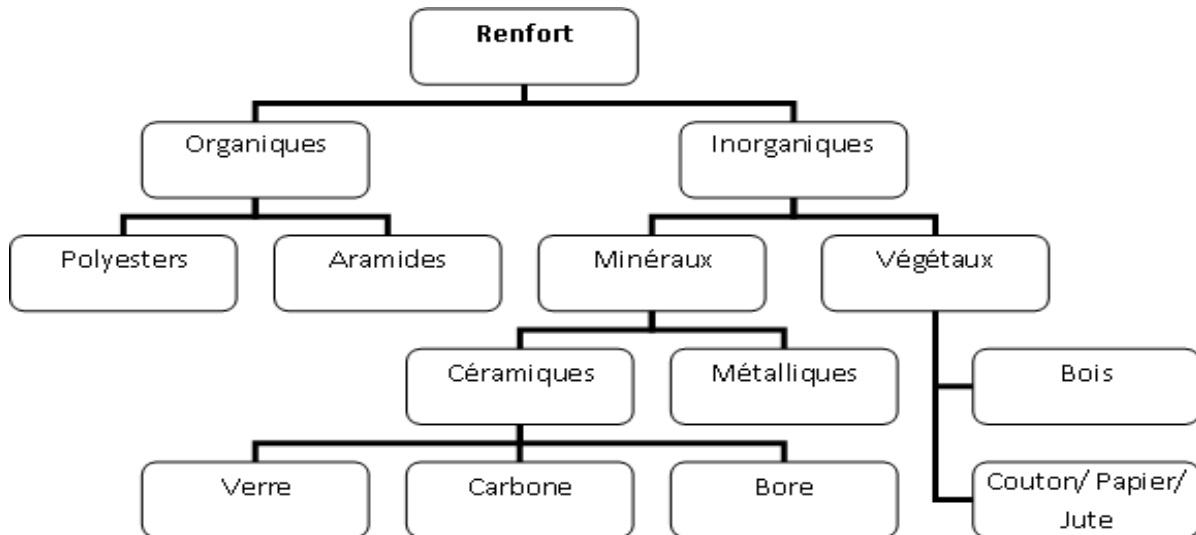 Renfort
Organiques
Inorganiques
Polyesters
Aramides
Minéraux
Végétaux
Céramiques
Métalliques
Bois
Verre
Carbone
Bore
Couton/ Papier/
Jute